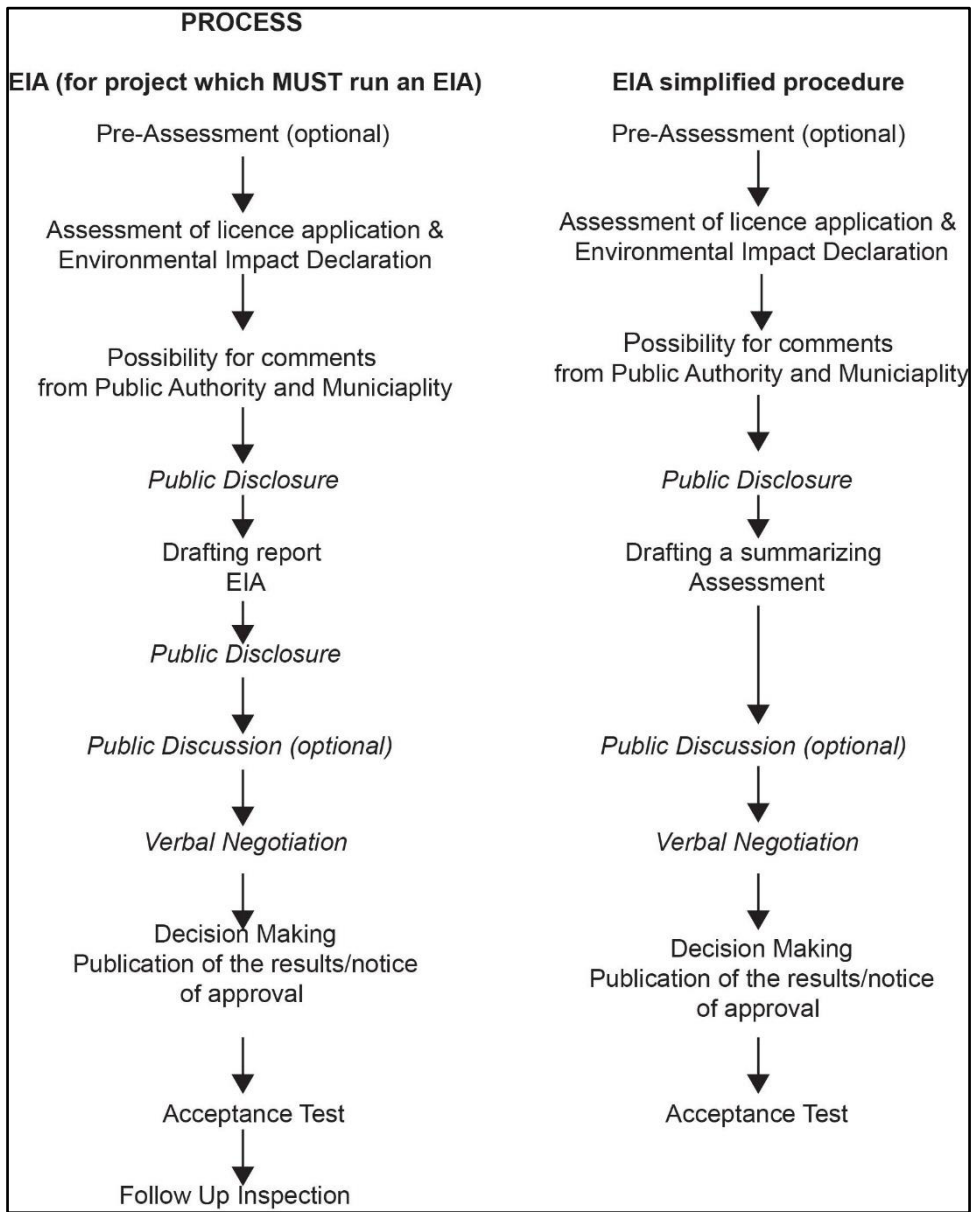 PROCESS
EIA (for project which MUST run an EIA)
Pre-Assessment (optional)
Assessment of licence application &
Environmental Impact Declaration
Possibility for comments
from Public Authority and Municiaplity
Public Disclosure
Drafting report
EIA
Public Disclosure
Public Discussion (optional)
Verbal Negotiation
Decision Making
Publication of the results/notice
of approval
Acceptance Test
Follow Up Inspection
EIA simplified procedure
Pre-Assessment (optional)
Assessment of licence application &
Environmental Impact Declaration
Possibility for comments
from Public Authority and Municiaplity
Public Disclosure
Drafting a summarizing
Assessment
Public Discussion (optional)
Verbal Negotiation
Decision Making
Publication of the results/notice
of approval
Acceptance Test